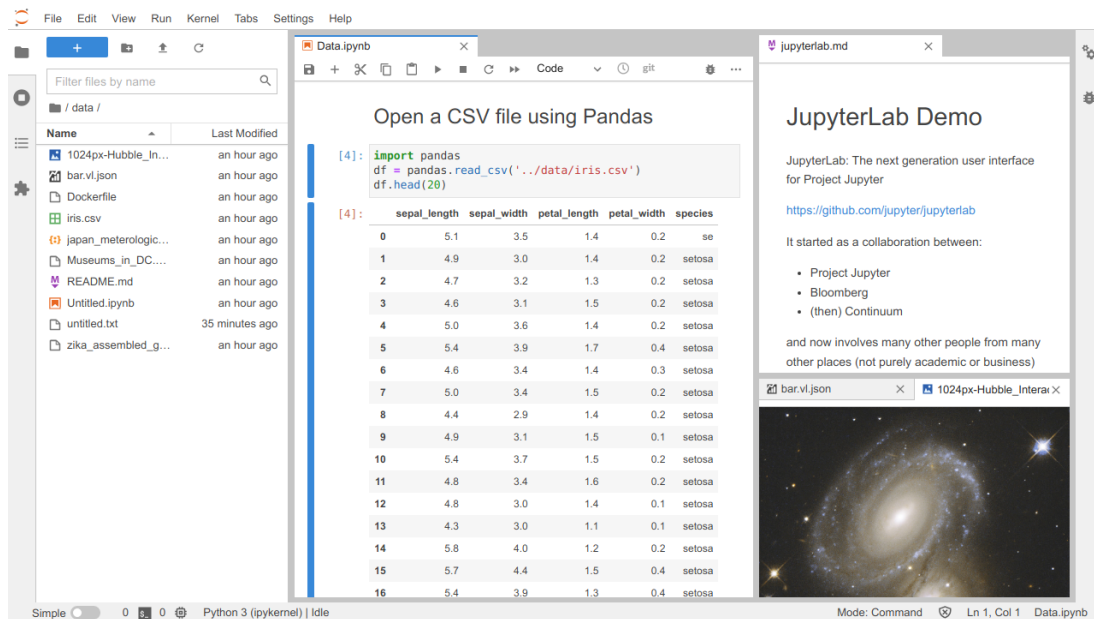 File Edit View Run Kernel Tabs Settings Help
+
Filter files by name
/ data /
Name Last Modified
1024px-Hubble_In... an hour ago
bar.vl.json an hour ago
Dockerfile an hour ago
iris.csv an hour ago
japan_meterologic... an hour ago
Museums_in_DC.... an hour ago
README.md an hour ago
Untitled.ipynb an hour ago
untitled.txt 35 minutes ago
zika_assembled_g... an hour ago
Data.ipynb
Code git
Open a CSV file using Pandas
[4]: import pandas
df = pandas.read_csv('../data/iris.csv')
df.head(20)
[4]: sepal_length sepal_width petal_length petal_width species
0 5.1 3.5 1.4 0.2 se
1 4.9 3.0 1.4 0.2 setosa
2 4.7 3.2 1.3 0.2 setosa
3 4.6 3.1 1.5 0.2 setosa
4 5.0 3.6 1.4 0.2 setosa
5 5.4 3.9 1.7 0.4 setosa
6 4.6 3.4 1.4 0.3 setosa
7 5.0 3.4 1.5 0.2 setosa
8 4.4 2.9 1.4 0.2 setosa
9 4.9 3.1 1.5 0.1 setosa
10 5.4 3.7 1.5 0.2 setosa
11 4.8 3.4 1.6 0.2 setosa
12 4.8 3.0 1.4 0.1 setosa
13 4.3 3.0 1.1 0.1 setosa
14 5.8 4.0 1.2 0.2 setosa
15 5.7 4.4 1.5 0.4 setosa
16 5.4 3.9 1.3 0.4 setosa
jupyterlab.md
JupyterLab Demo
JupyterLab: The next generation user interface
for Project Jupyter
https://github.com/jupyter/jupyterlab
It started as a collaboration between:
• Project Jupyter
• Bloomberg
• (then) Continuum
and now involves many other people from many
other places (not purely academic or business)
bar.vl.json
1024px-Hubble_Interac
Simple 0 $_ 0 Python 3 (ipykernel) | Idle
Mode: Command Ln 1, Col 1 Data.ipynb